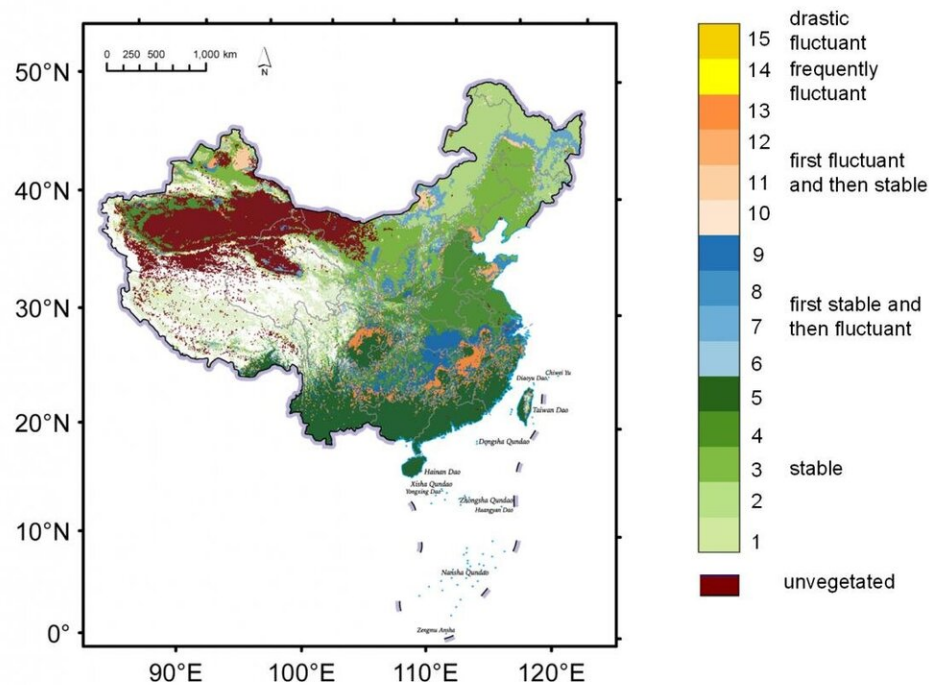 0 250 500 1,000 km
N
50°N
40°N
30°N
20°N
10°N
0°
90°E 100°E 110°E 120°E
Chiwei Yu
Diaoyu Dao
Taiwan Dao
Dongsha Qundao
Hainan Dao
Xisha Qundao
Yongxing Dao
Zhongsha Qundao
Huangyan Dao
Nansha Qundao
Zengmu Ansha
15
14
13
12
11
10
9
8
7
6
5
4
3
2
1
drastic
fluctuant
frequently
fluctuant
first fluctuant
and then stable
first stable and
then fluctuant
stable
unvegetated